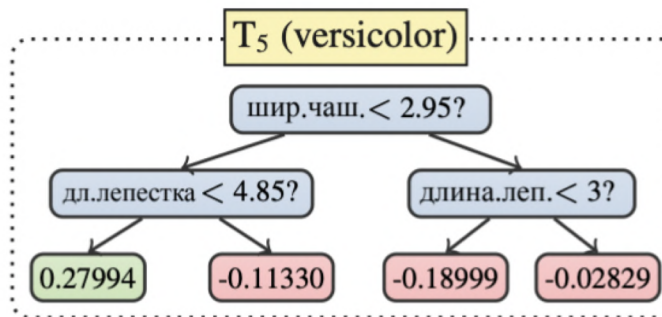 T₅ (versicolor)
шир.чаш. < 2.95?
дл.лепестка < 4.85?
длина.леп. < 3?
0.27994
-0.11330
-0.18999
-0.02829